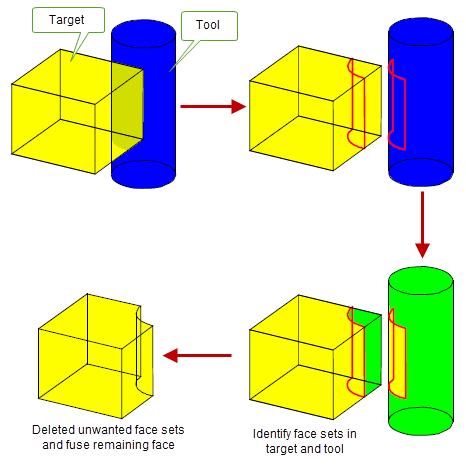 Target
Tool
Deleted unwanted face sets
and fuse remaining face
Identify face sets in
target and tool